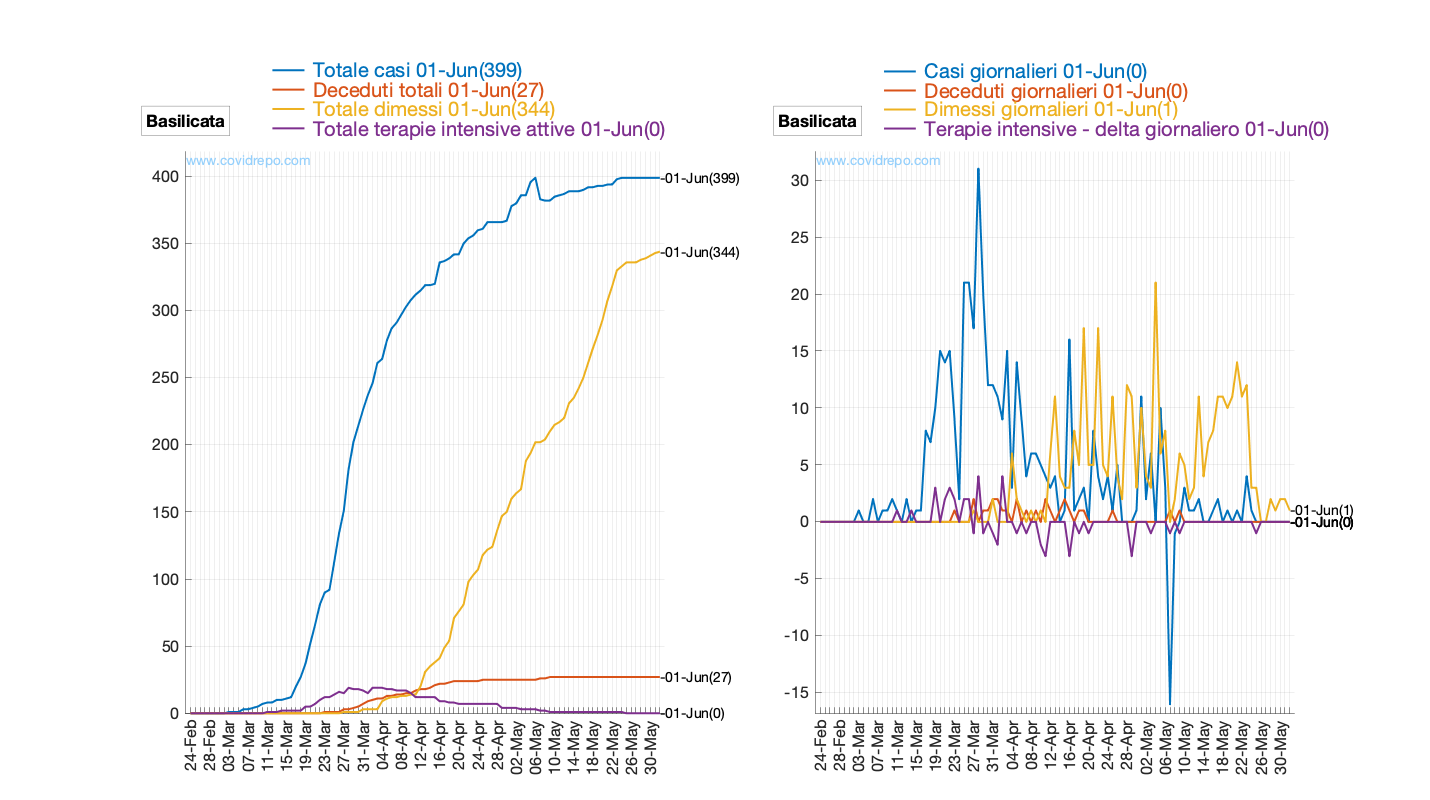 Totale casi 01-Jun(399)
Deceduti totali 01-Jun(27)
Totale dimessi 01-Jun(344)
Totale terapie intensive attive 01-Jun(0)
Basilicata
www.covidrepo.com
400
350
300
250
200
150
100
50
0
-01-Jun(399)
-01-Jun(344)
-01-Jun(27)
-01-Jun(0)
24-Feb
28-Feb
03-Mar
07-Mar
11-Mar
15-Mar
19-Mar
23-Mar
27-Mar
31-Mar
04-Apr
08-Apr
12-Apr
16-Apr
20-Apr
24-Apr
28-Apr
02-May
06-May
10-May
14-May
18-May
22-May
26-May
30-May
Casi giornalieri 01-Jun(0)
Deceduti giornalieri 01-Jun(0)
Dimessi giornalieri 01-Jun(1)
Terapie intensive - delta giornaliero 01-Jun(0)
Basilicata
www.covidrepo.com
30
25
20
15
10
5
0
-5
-10
-15
-01-Jun(1)
-01-Jun(0)
24-Feb
28-Feb
03-Mar
07-Mar
11-Mar
15-Mar
19-Mar
23-Mar
27-Mar
31-Mar
04-Apr
08-Apr
12-Apr
16-Apr
20-Apr
24-Apr
28-Apr
02-May
06-May
10-May
14-May
18-May
22-May
26-May
30-May